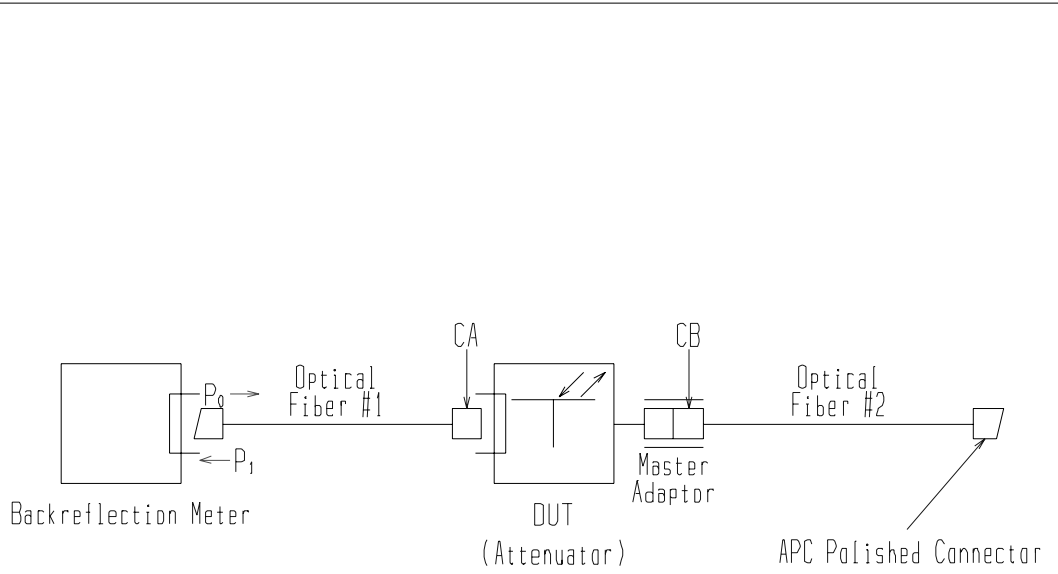 CA
CB
P0
Optical
Fiber #1
Optical
Fiber #2
P1
Master
Adaptor
Backreflection Meter
DUT
(Attenuator)
APC Polished Connector